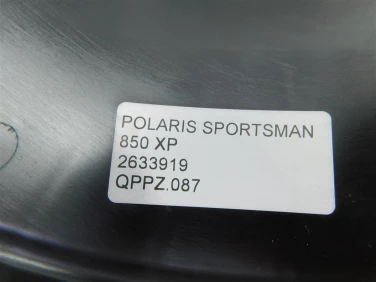 POLARIS SPORTSMAN
850 XP
2633919
QPPZ.087